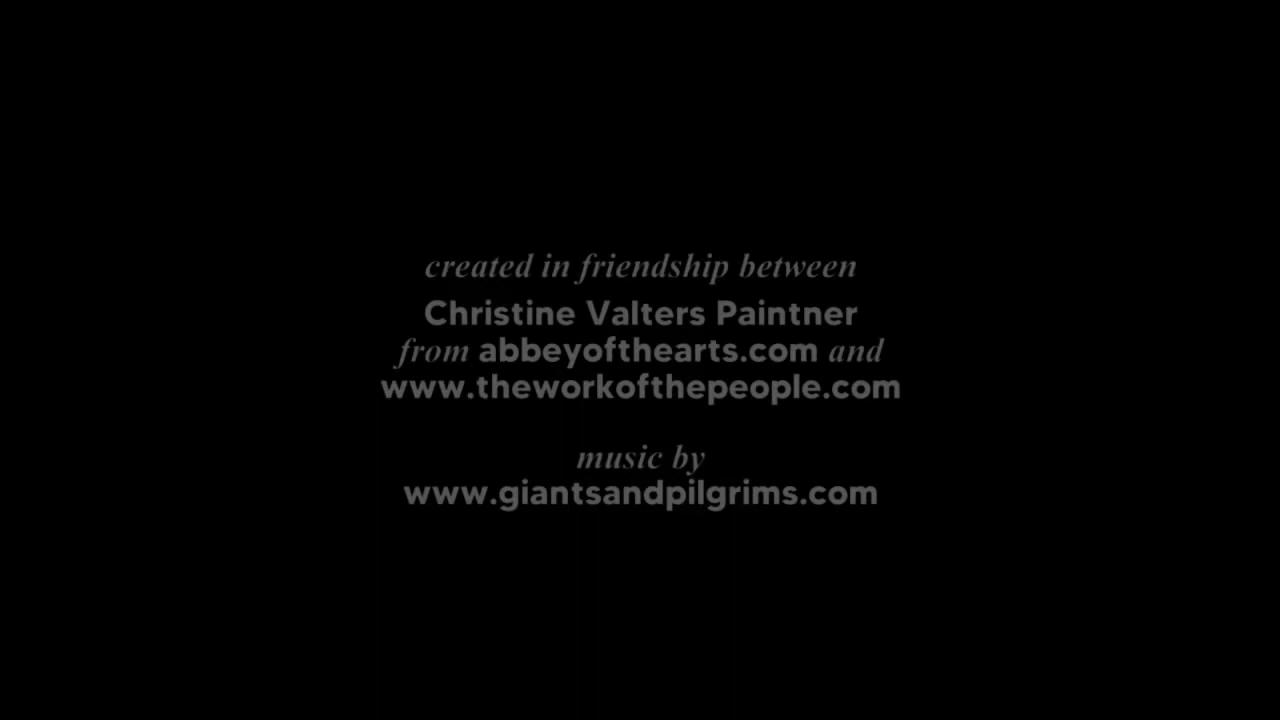 created in friendship between
Christine Valters Paintner
from abbeyofthearts.com and
www.theworkofthepeople.com
music by
www.giantsandpilgrims.com